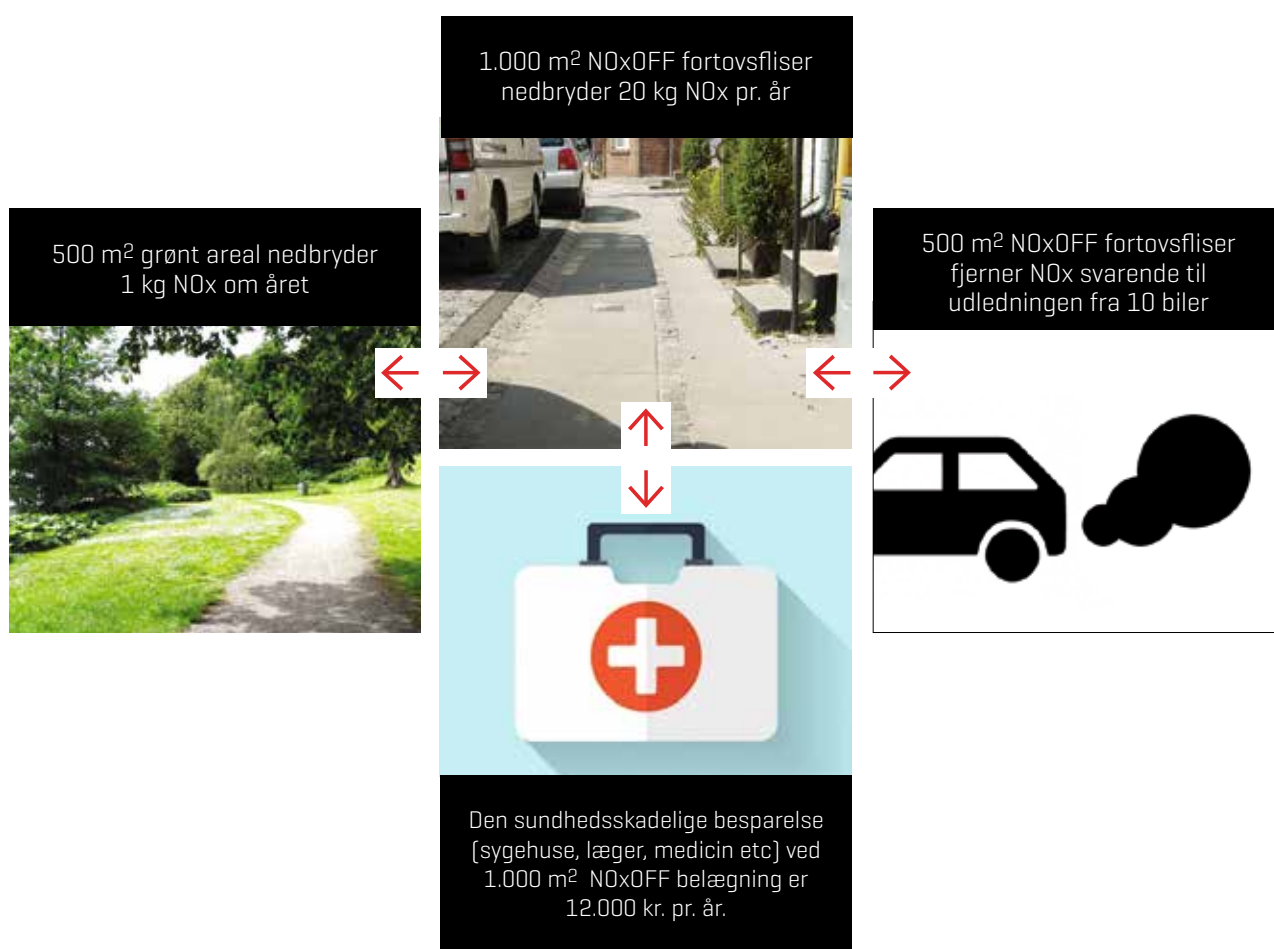 1.000 m² NOxOFF fortovsfliser
nedbryder 20 kg NOx pr. år
500 m² grønt areal nedbryder
1 kg NOx om året
500 m² NOxOFF fortovsfliser
fjerner NOx svarende til
udledningen fra 10 biler
Den sundhedsskadelige besparelse
(sygehuse, læger, medicin etc) ved
1.000 m² NOxOFF belægning er
12.000 kr. pr. år.